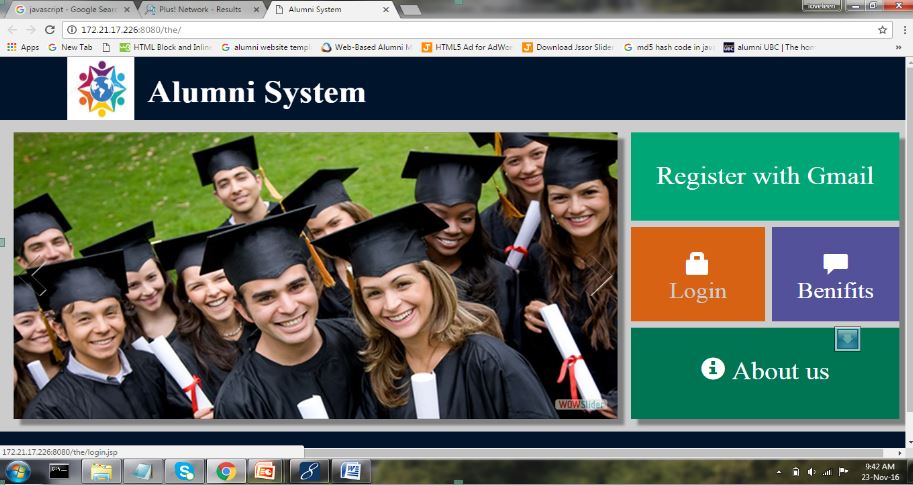 javascript - Google Searc
Plus! Network - Results
Alumni System
172.21.17.226:8080/the/
Apps
New Tab
HTML Block and Inline
alumni website templ
Web-Based Alumni M
HTML5 Ad for AdWor
Download Jssor Slider
md5 hash code in jav
alumni UBC | The hom
Alumni System
Register with Gmail
Login
Benifits
About us
WOWSlider
172.21.17.226:8080/the/login.jsp
9:42 AM
23-Nov-16